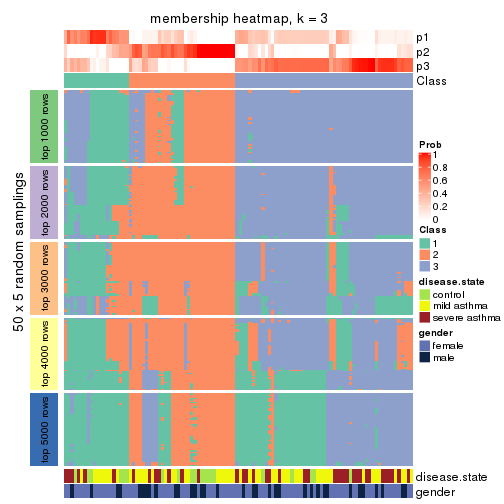 membership heatmap, k = 3
p1
p2
p3
Class
50 x 5 random samplings
top 1000 rows
top 2000 rows
top 3000 rows
top 4000 rows
top 5000 rows
disease.state
gender
Prob
1
0.8
0.6
0.4
0.2
0
Class
1
2
3
disease.state
control
mild asthma
severe asthma
gender
female
male